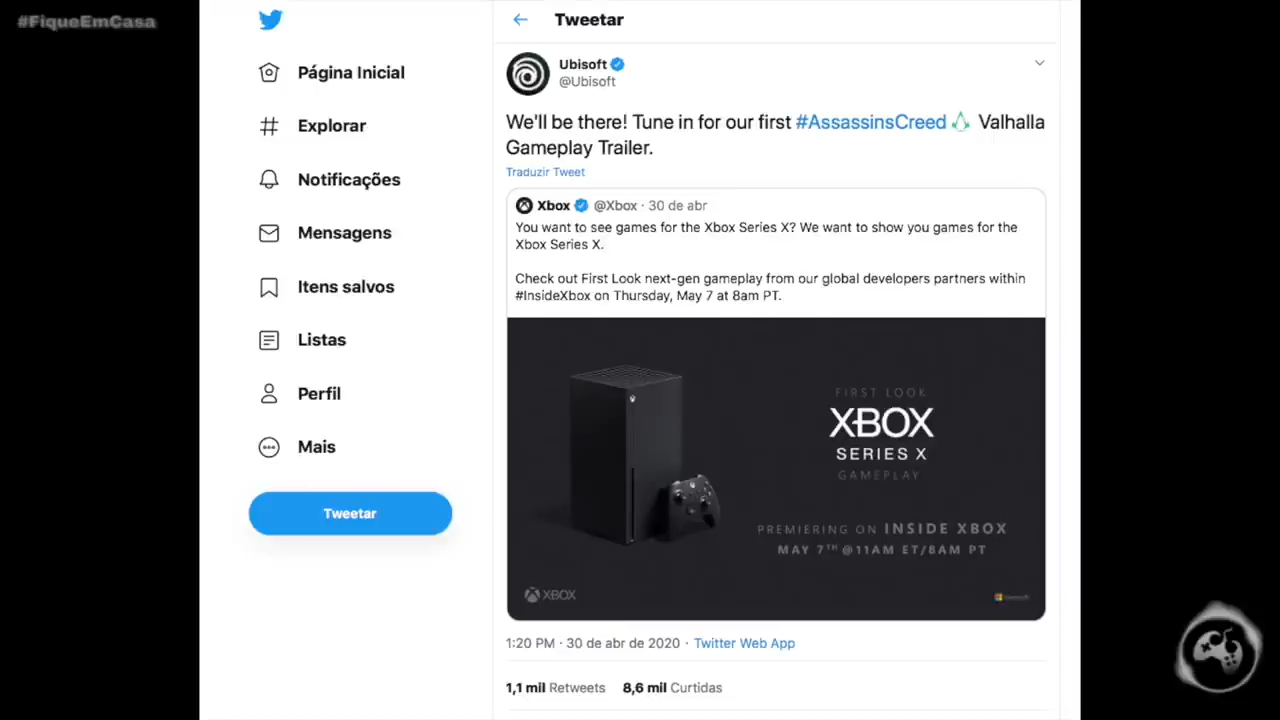 #FiqueEmCasa
Página Inicial
Explorar
Notificações
Mensagens
Itens salvos
Listas
Perfil
Mais
Tweetar
Tweetar
Ubisoft
@Ubisoft
We'll be there! Tune in for our first #AssassinsCreed Valhalla
Gameplay Trailer.
Traduzir Tweet
Xbox @Xbox · 30 de abr
You want to see games for the Xbox Series X? We want to show you games for the
Xbox Series X.
Check out First Look next-gen gameplay from our global developers partners within
#InsideXbox on Thursday, May 7 at 8am PT.
FIRST LOOK
XBOX
SERIES X
GAMEPLAY
PREMIERING ON INSIDE XBOX
MAY 7TH @11AM ET/8AM PT
XBOX
Microsoft
1:20 PM · 30 de abr de 2020 · Twitter Web App
1,1 mil Retweets 8,6 mil Curtidas